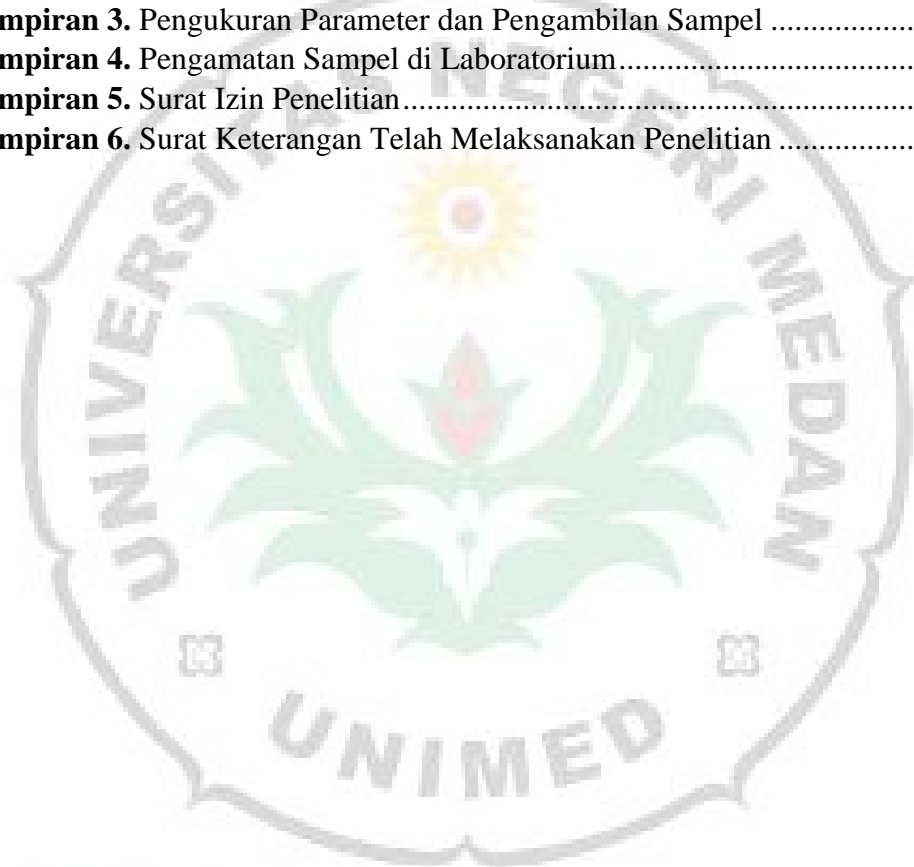 mpiran 3. Pengukuran Parameter dan Pengambilan Sampel .................
mpiran 4. Pengamatan Sampel di Laboratorium....................................
mpiran 5. Surat Izin Penelitian...............................................................
mpiran 6. Surat Keterangan Telah Melaksanakan Penelitian ................
UNIVERSITAS NEGERI MEDAN
UNIMED